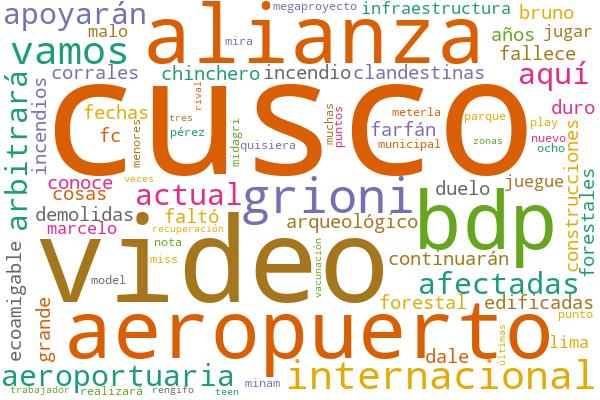 megaproyecto infraestructura bruno
apoyarán alianza años jugar
malo mira fallece
vamos corrales chinchero incendio clandestinas aquí
arbitrará incendios cusco duro
fechas rival meterla parque play
fc menores tres midagri muchas puntos farfán municipal zonas nuevo
pérez quisiera ocho
conoce veces juegue construcciones forestales
cosas actual grioni duelo bdp
demolidas faltó arqueológico
marcelo recuperación
ecoamigable video nota vacunación continuarán
miss
model afectadas
grande forestal edificadas
aeropuerto punto
últimas lima
dale
aeroportuaria minam internacional
trabajador realizará rengifo teen